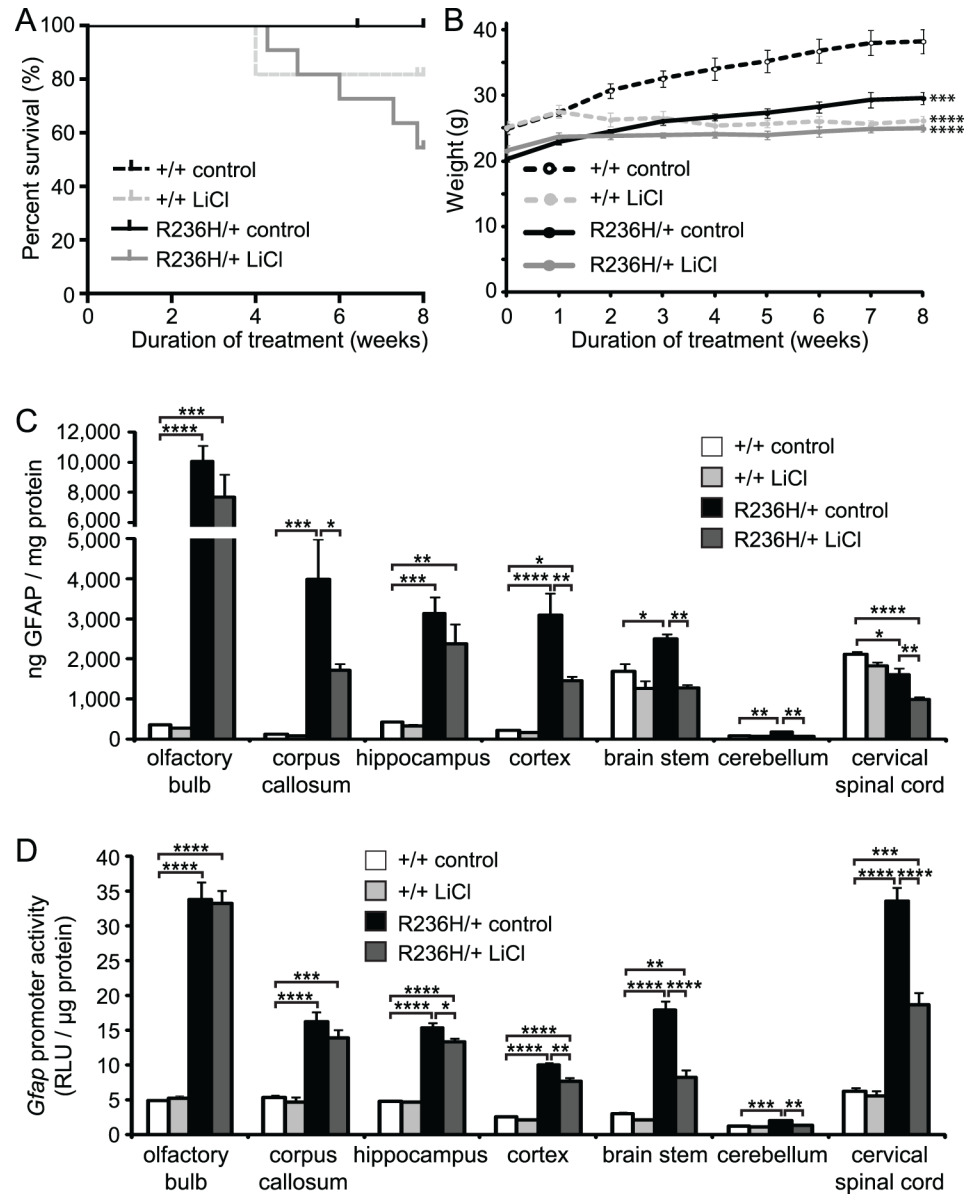 A
Percent survival (%)
100
80
60
40
20
0
+/+ control
+/+ LiCl
R236H/+ control
R236H/+ LiCl
0 2 4 6 8
Duration of treatment (weeks)
B
Weight (g)
40
30
20
10
0
***
****
****
+/+ control
+/+ LiCl
R236H/+ control
R236H/+ LiCl
0 1 2 3 4 5 6 7 8
Duration of treatment (weeks)
C
ng GFAP / mg protein
12,000
10,000
8,000
6,000
5,000
4,000
3,000
2,000
1,000
0
+/+ control
+/+ LiCl
R236H/+ control
R236H/+ LiCl
***
****
*** *
**
***
*
**** **
* **
** **
****
*
**
olfactory bulb
corpus callosum
hippocampus
cortex
brain stem
cerebellum
cervical spinal cord
D
Gfap promoter activity
(RLU / µg protein)
40
35
30
25
20
15
10
5
0
+/+ control
+/+ LiCl
R236H/+ control
R236H/+ LiCl
****
****
***
****
****
**** *
****
**** **
**
**** ****
*** **
***
**** ****
olfactory bulb
corpus callosum
hippocampus
cortex
brain stem
cerebellum
cervical spinal cord